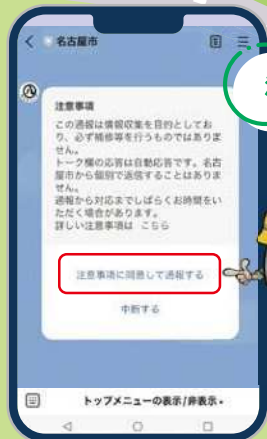 名古屋市
注意事項
この通報は情報収集を目的としてお
り、必ず補修等を行うものではありま
せん。
トーク欄の応答は自動応答です。名古
屋市から個別で返信することはありま
せん。
通報から対応までしばらくお時間をい
ただく場合があります。
詳しい注意事項は こちら
注意事項に同意して通報する
中断する
トップメニューの表示/非表示